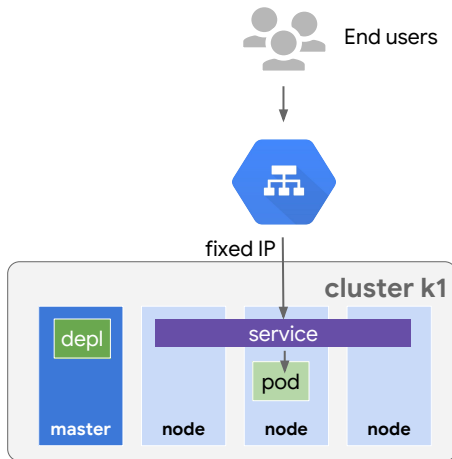 End users
fixed IP
cluster k1
depl
service
pod
master
node
node
node